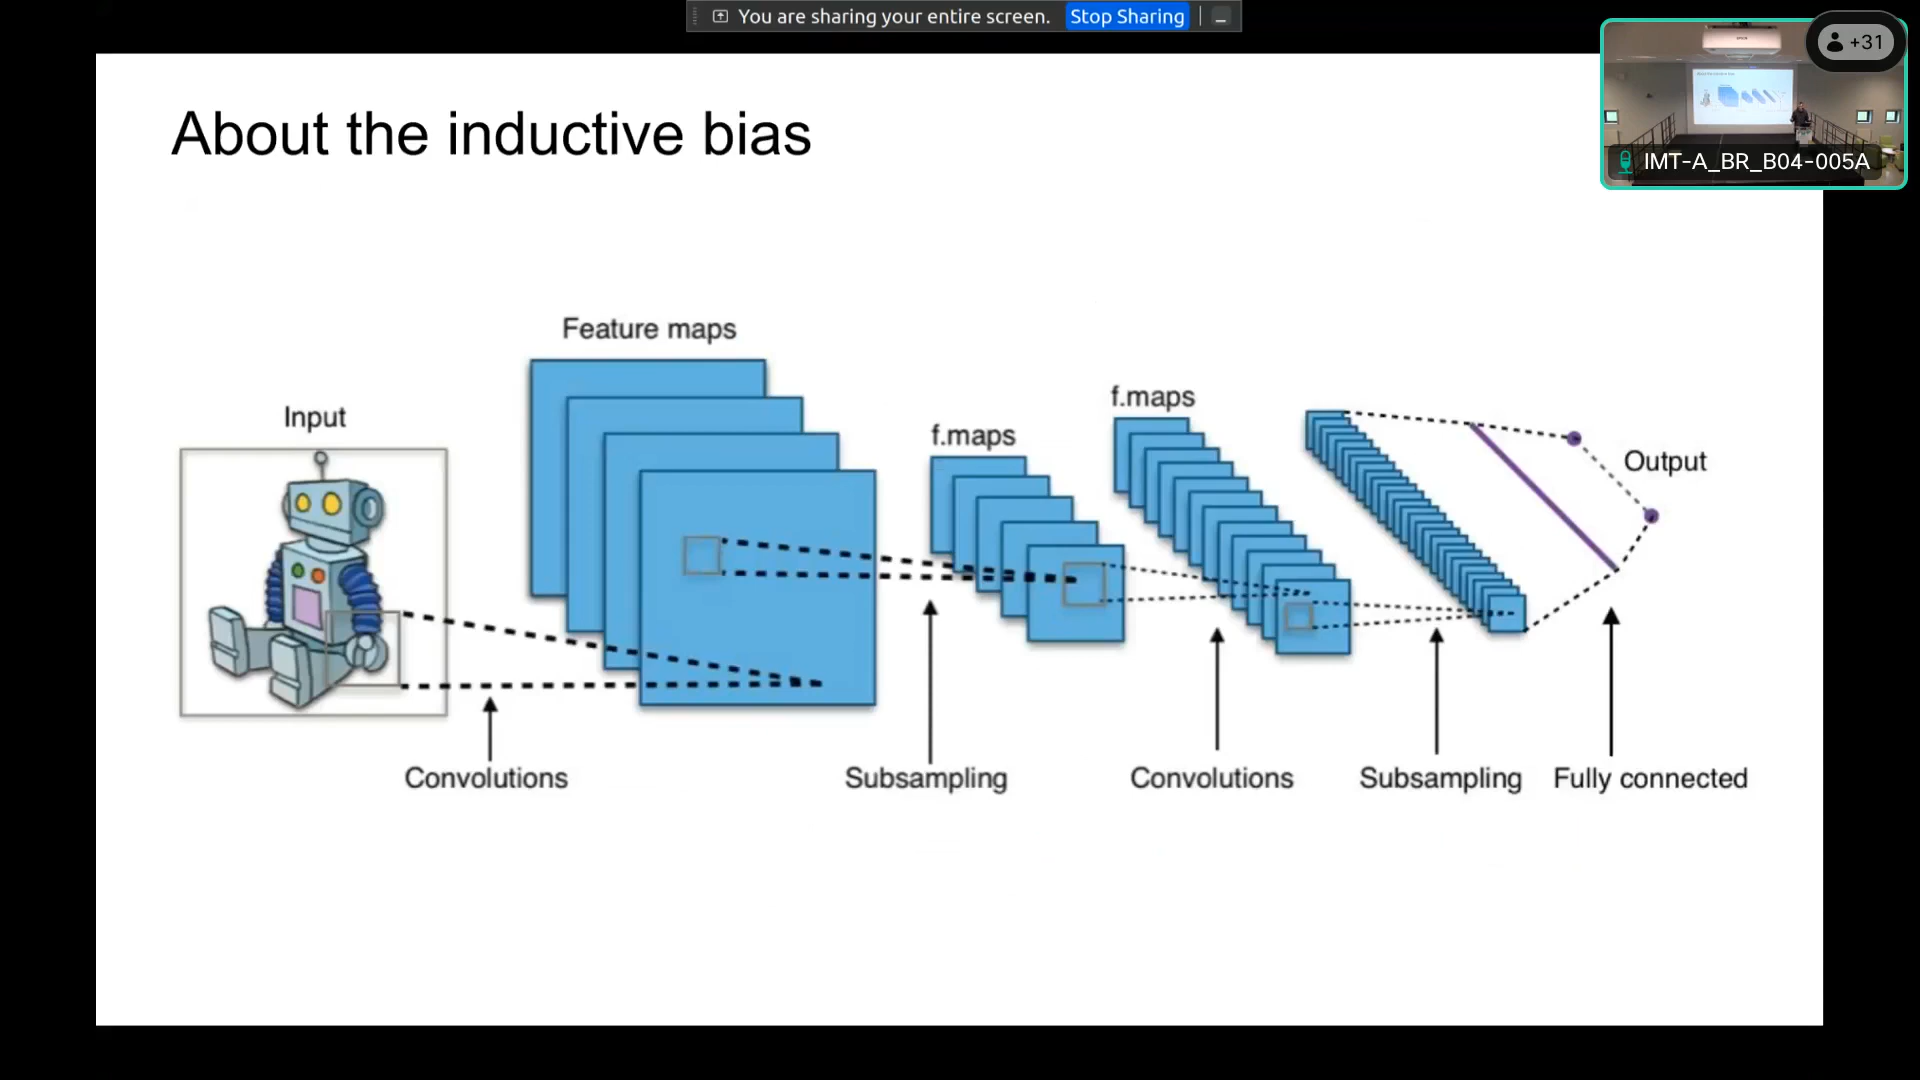 You are sharing your entire screen.
Stop Sharing
+31
IMT-A_BR_B04-005A
About the inductive bias
Feature maps
f.maps
Input
f.maps
Output
Convolutions
Subsampling
Convolutions
Subsampling
Fully connected